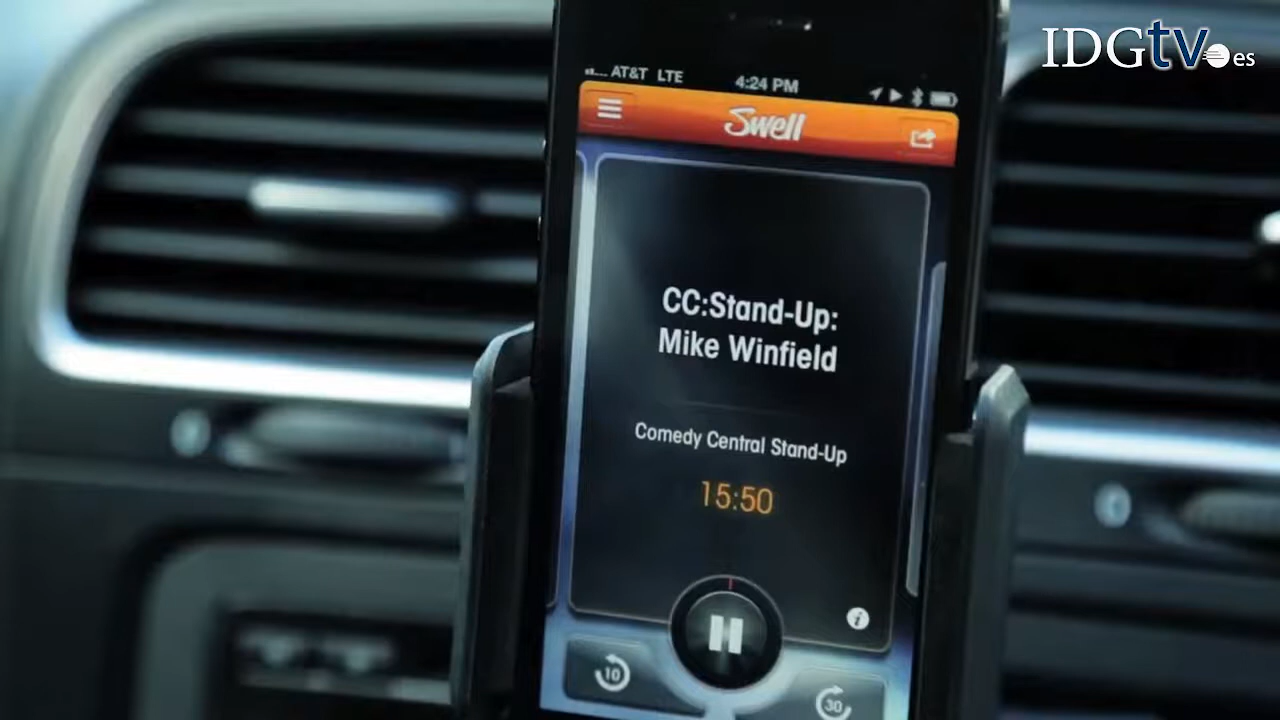 IDGtv.es
AT&T LTE 4:24 PM
Swell
CC:Stand-Up:
Mike Winfield
Comedy Central Stand-Up
15:50
i
10
30